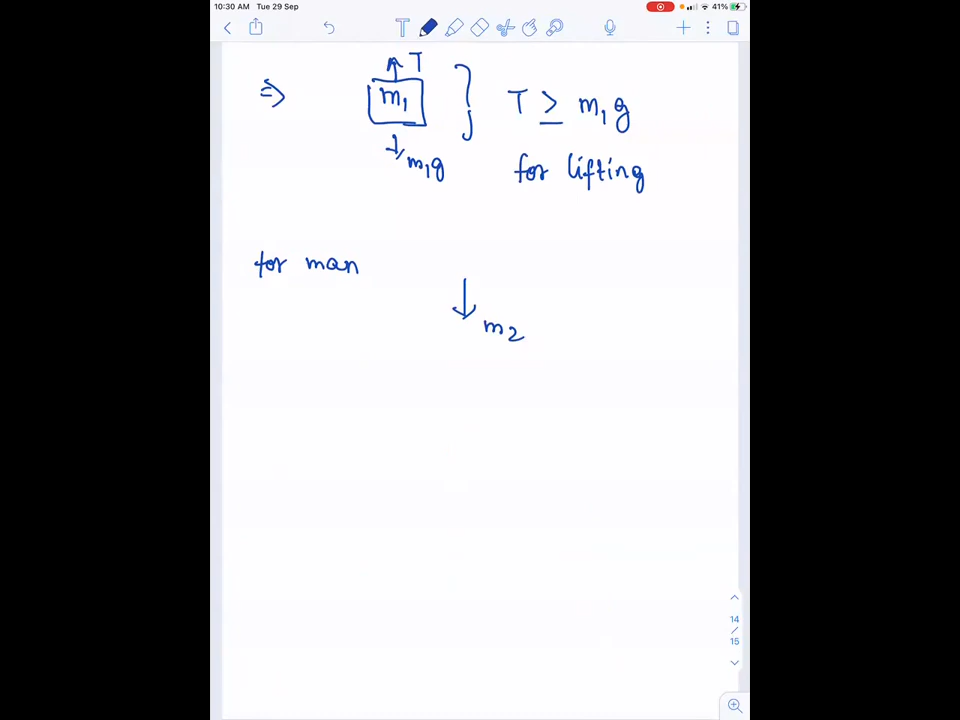 10:30 AM Tue 29 Sep 41%
T
⇒ m₁ } T ≥ m₁g
m₁g
for lifting
for man
m2
14
/
15